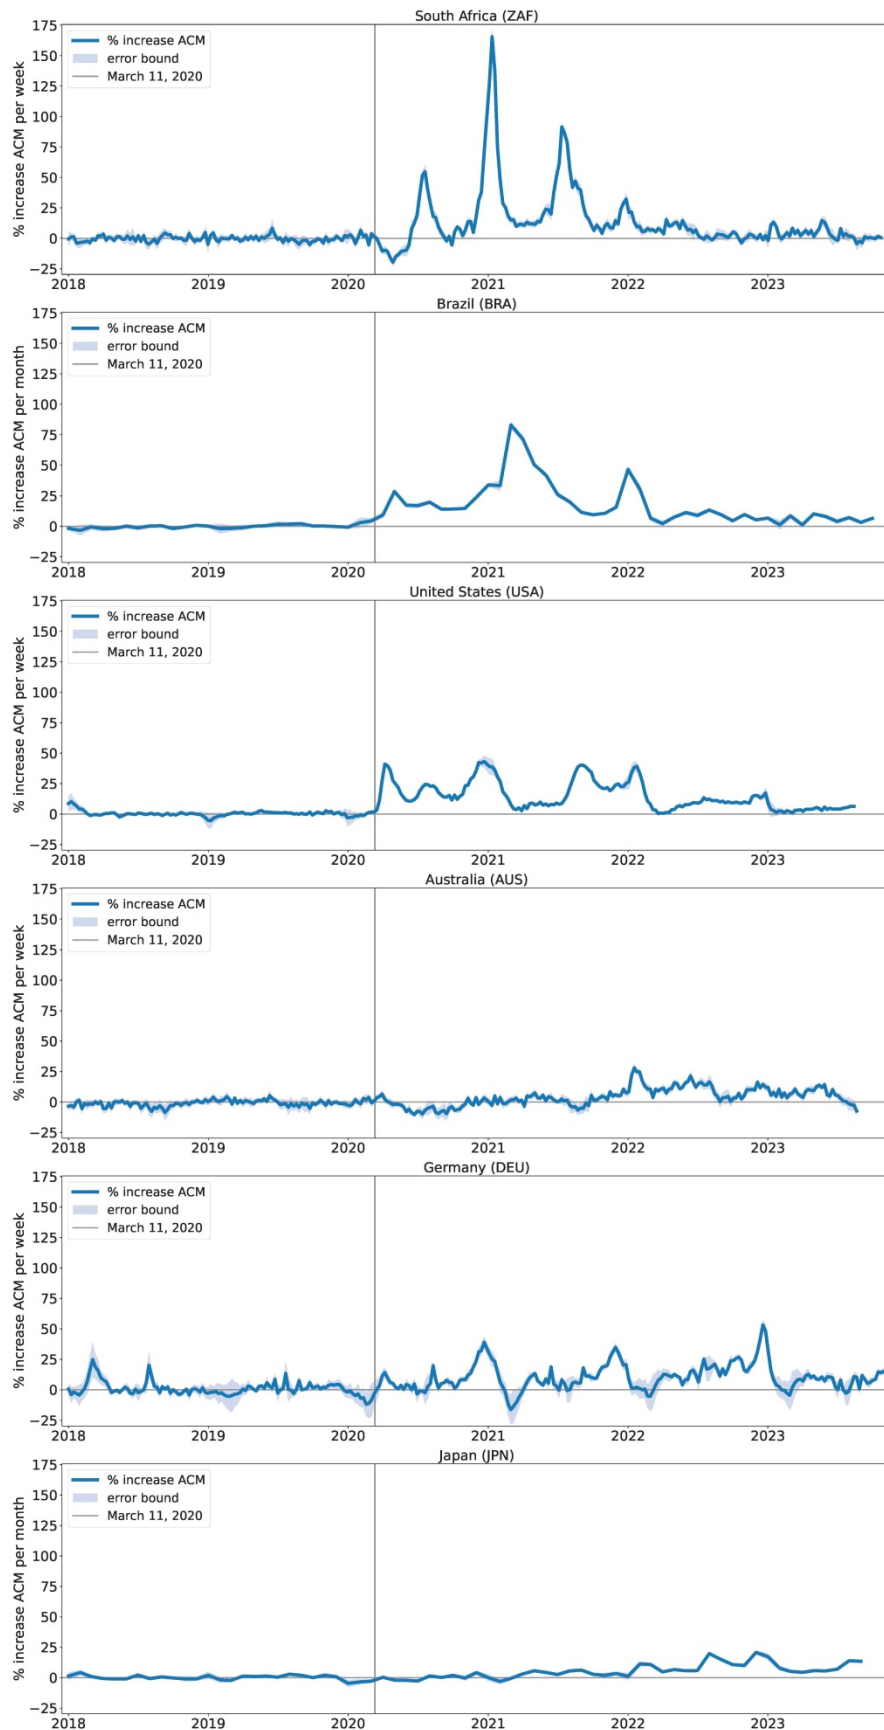 South Africa (ZAF)
% increase ACM per week
175
150
125
100
75
50
25
0
−25
% increase ACM
error bound
March 11, 2020
2018 2019 2020 2021 2022 2023
Brazil (BRA)
% increase ACM per month
175
150
125
100
75
50
25
0
−25
% increase ACM
error bound
March 11, 2020
2018 2019 2020 2021 2022 2023
United States (USA)
% increase ACM per week
175
150
125
100
75
50
25
0
−25
% increase ACM
error bound
March 11, 2020
2018 2019 2020 2021 2022 2023
Australia (AUS)
% increase ACM per week
175
150
125
100
75
50
25
0
−25
% increase ACM
error bound
March 11, 2020
2018 2019 2020 2021 2022 2023
Germany (DEU)
% increase ACM per week
175
150
125
100
75
50
25
0
−25
% increase ACM
error bound
March 11, 2020
2018 2019 2020 2021 2022 2023
Japan (JPN)
% increase ACM per month
175
150
125
100
75
50
25
0
−25
% increase ACM
error bound
March 11, 2020
2018 2019 2020 2021 2022 2023